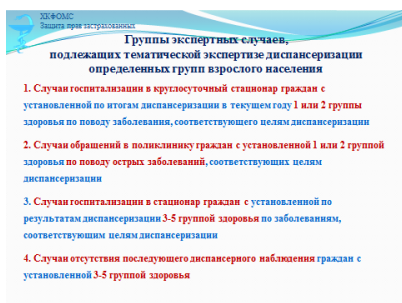 ХКФОМС
Защита прав застрахованных
Группы экспертных случаев,
подлежащих тематической экспертизе диспансеризации
определенных групп взрослого населения
1. Случаи госпитализации в круглосуточный стационар граждан с
установленной по итогам диспансеризации в текущем году 1 или 2 группы
здоровья по поводу заболевания, соответствующего целям диспансеризации
2. Случаи обращений в поликлинику граждан с установленной 1 или 2 группой
здоровья по поводу острых заболеваний, соответствующих целям
диспансеризации
3. Случаи госпитализации в стационар граждан с установленной по
результатам диспансеризации 3-5 группой здоровья по заболеваниям,
соответствующим целям диспансеризации
4. Случаи отсутствия последующего диспансерного наблюдения граждан с
установленной 3-5 группой здоровья